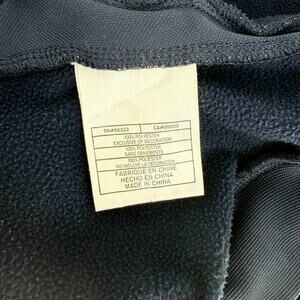 RN#56323 CA#05553
100% POLYESTER
EXCLUSIVE OF DECORATION
100% POLYESTER
SANS ORNEMENTS
100% POLIESTER
NO INCLUYE LA DECORACION
FABRIQUE EN CHINE
HECHO EN CHINA
MADE IN CHINA